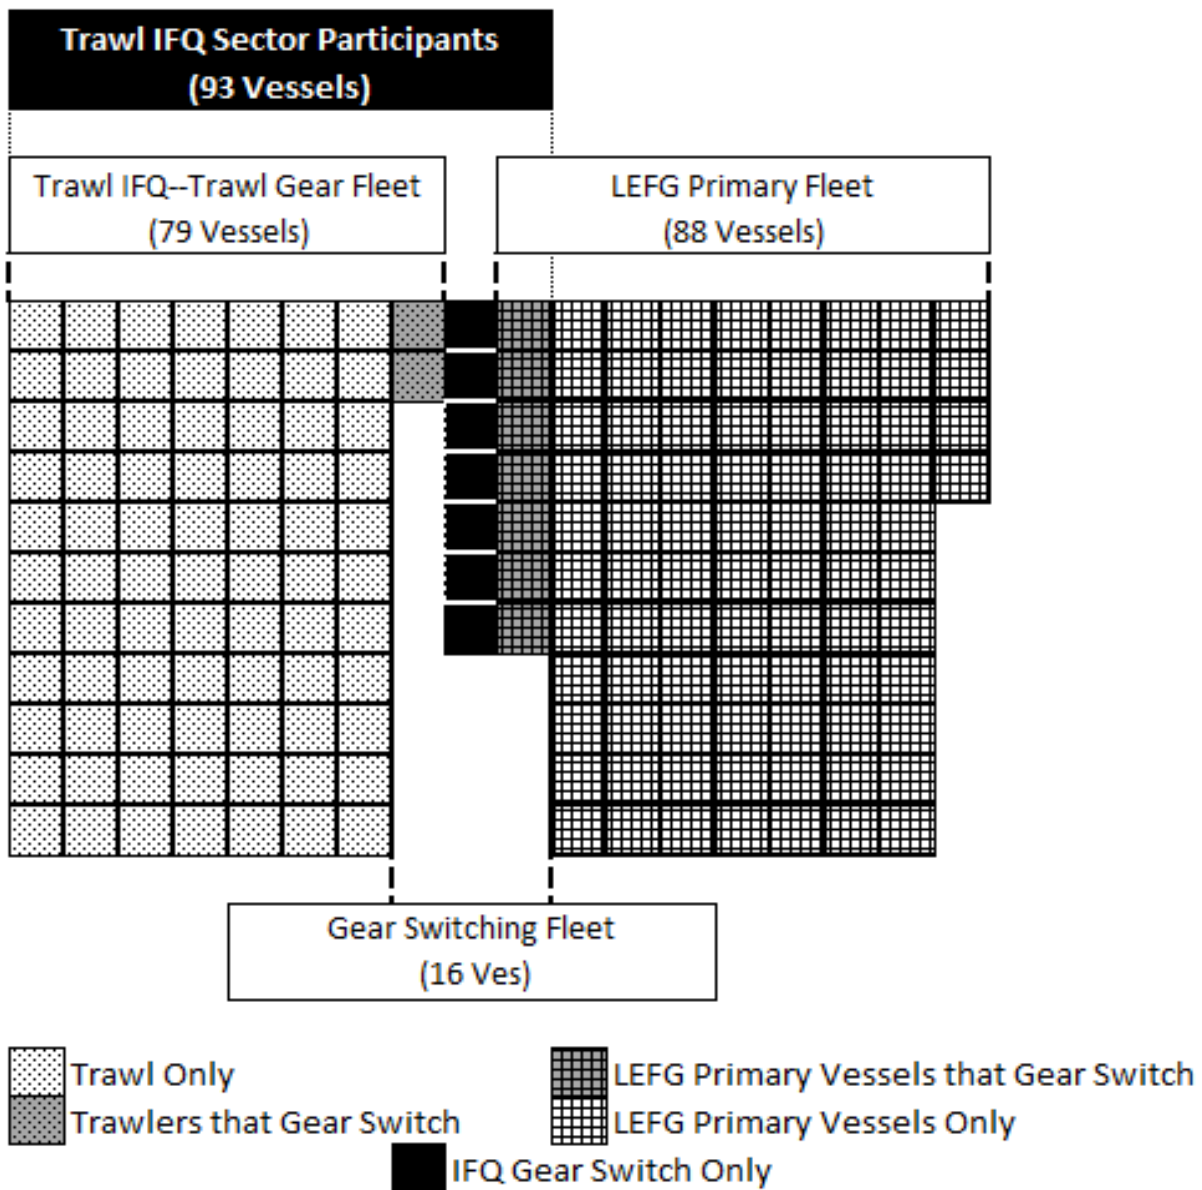 Trawl IFQ Sector Participants
(93 Vessels)
Trawl IFQ--Trawl Gear Fleet
(79 Vessels)
LEFG Primary Fleet
(88 Vessels)
Gear Switching Fleet
(16 Ves)
Trawl Only
Trawlers that Gear Switch
LEFG Primary Vessels that Gear Switch
LEFG Primary Vessels Only
IFQ Gear Switch Only